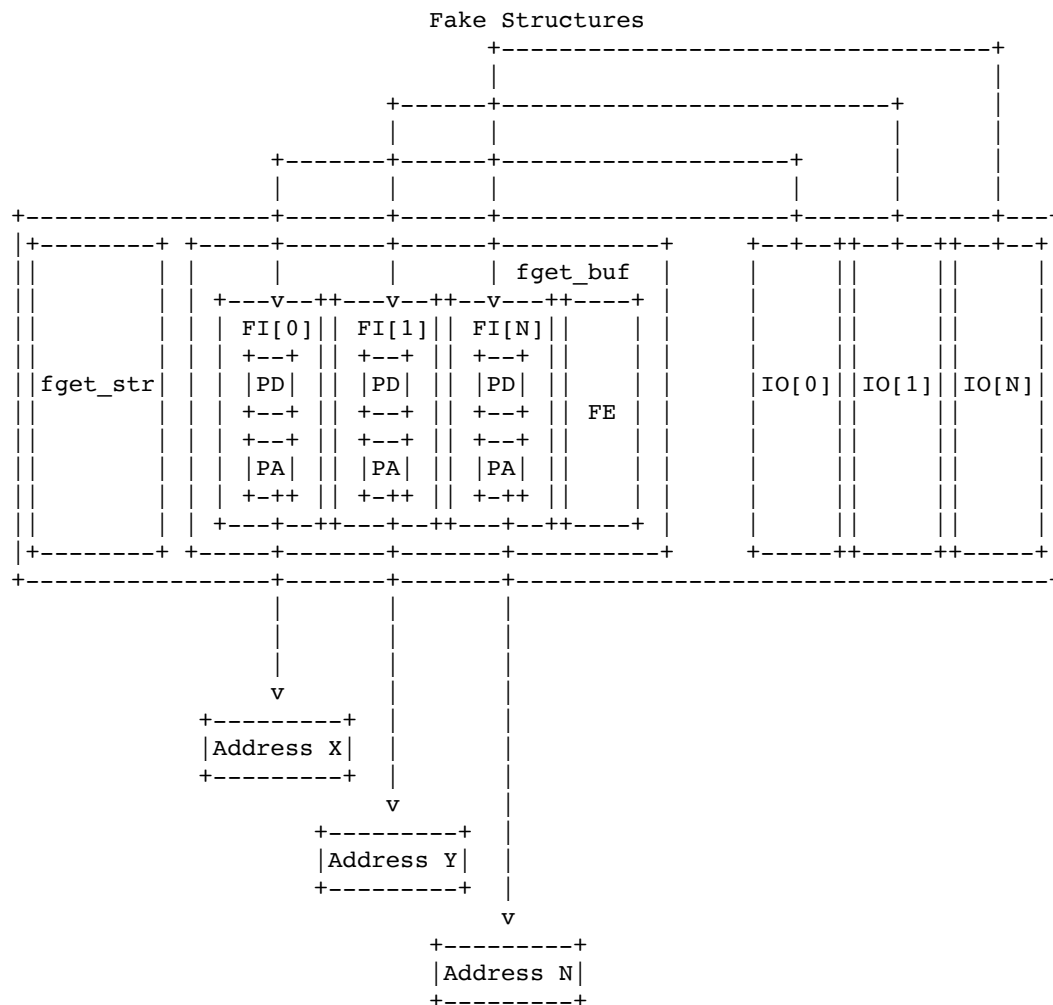 Fake Structures
fget_buf
FI[0] FI[1] FI[N]
fget_str PD PD PD IO[0] IO[1] IO[N]
FE
PA PA PA
Address X
Address Y
Address N